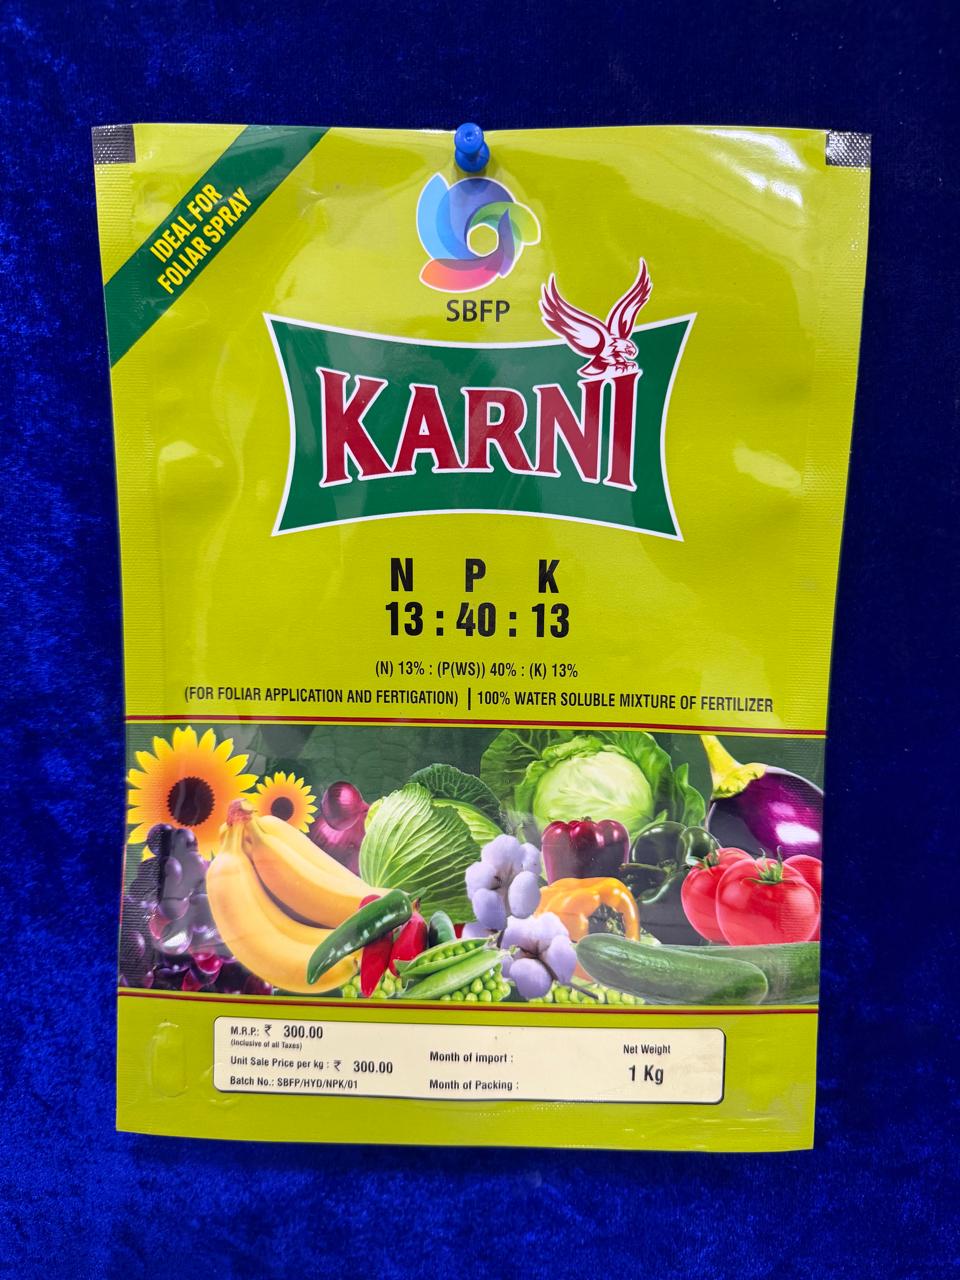 IDEAL FOR
FOLIAR SPRAY
SBFP
KARNI
N P K
13 : 40 : 13
(N) 13% : (P(WS)) 40% : (K) 13%
(FOR FOLIAR APPLICATION AND FERTIGATION) | 100% WATER SOLUBLE MIXTURE OF FERTILIZER
M.R.P.: ₹ 300.00
(Inclusive of all Taxes)
Unit Sale Price per kg : ₹ 300.00
Batch No.: SBFP/HYD/NPK/01
Month of import :
Month of Packing :
Net Weight
1 Kg